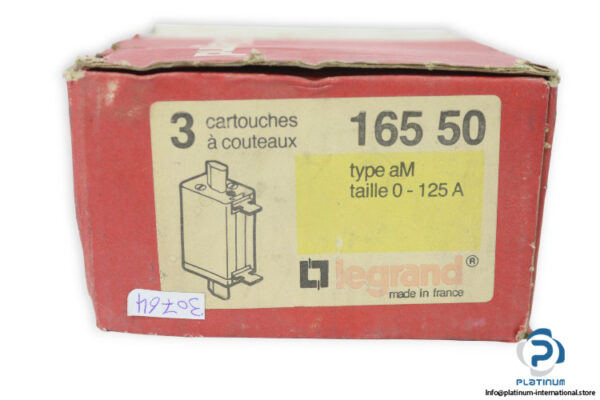 3 cartouches
à couteaux
165 50
type aM
taille 0 - 125 A
legrand®
made in france
30764
PLATINUM
Info@platinum-international.store